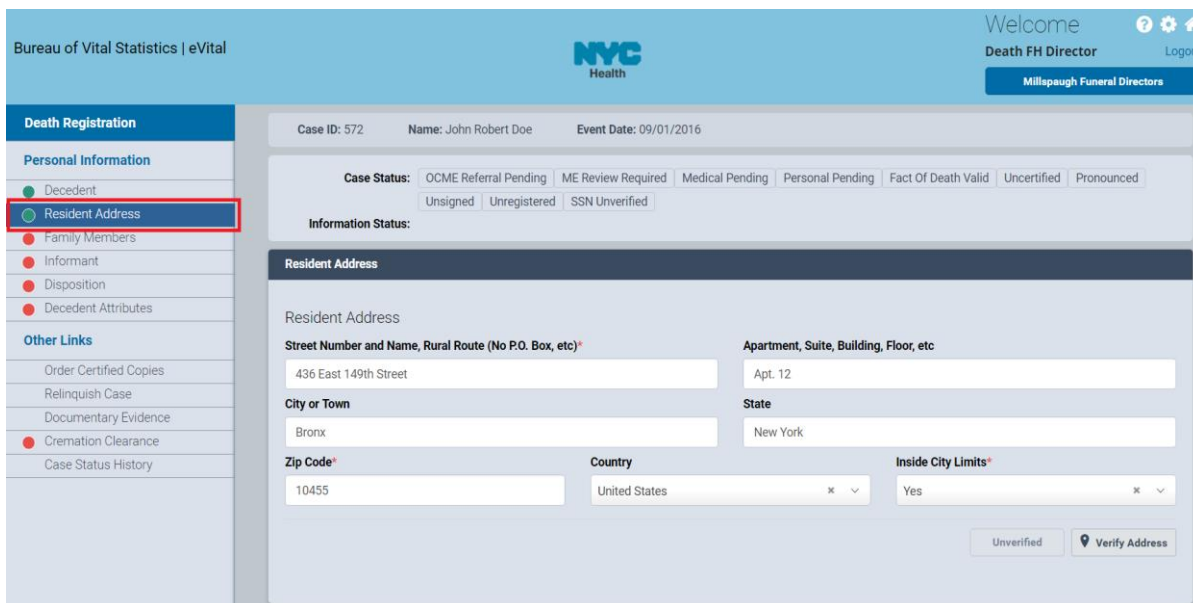 Bureau of Vital Statistics | eVital
NYC
Health
Welcome
Death FH Director
Millspaugh Funeral Directors
Death Registration
Personal Information
Decedent
Resident Address
Family Members
Informant
Disposition
Decedent Attributes
Other Links
Order Certified Copies
Relinquish Case
Documentary Evidence
Cremation Clearance
Case Status History
Case ID: 572 Name: John Robert Doe Event Date: 09/01/2016
Case Status: OCME Referral Pending ME Review Required Medical Pending Personal Pending Fact Of Death Valid Uncertified Pronounced
Unsigned Unregistered SSN Unverified
Information Status:
Resident Address
Resident Address
Street Number and Name, Rural Route (No P.O. Box, etc)* Apartment, Suite, Building, Floor, etc
436 East 149th Street Apt. 12
City or Town State
Bronx New York
Zip Code* Country Inside City Limits*
10455 United States Yes
Unverified Verify Address